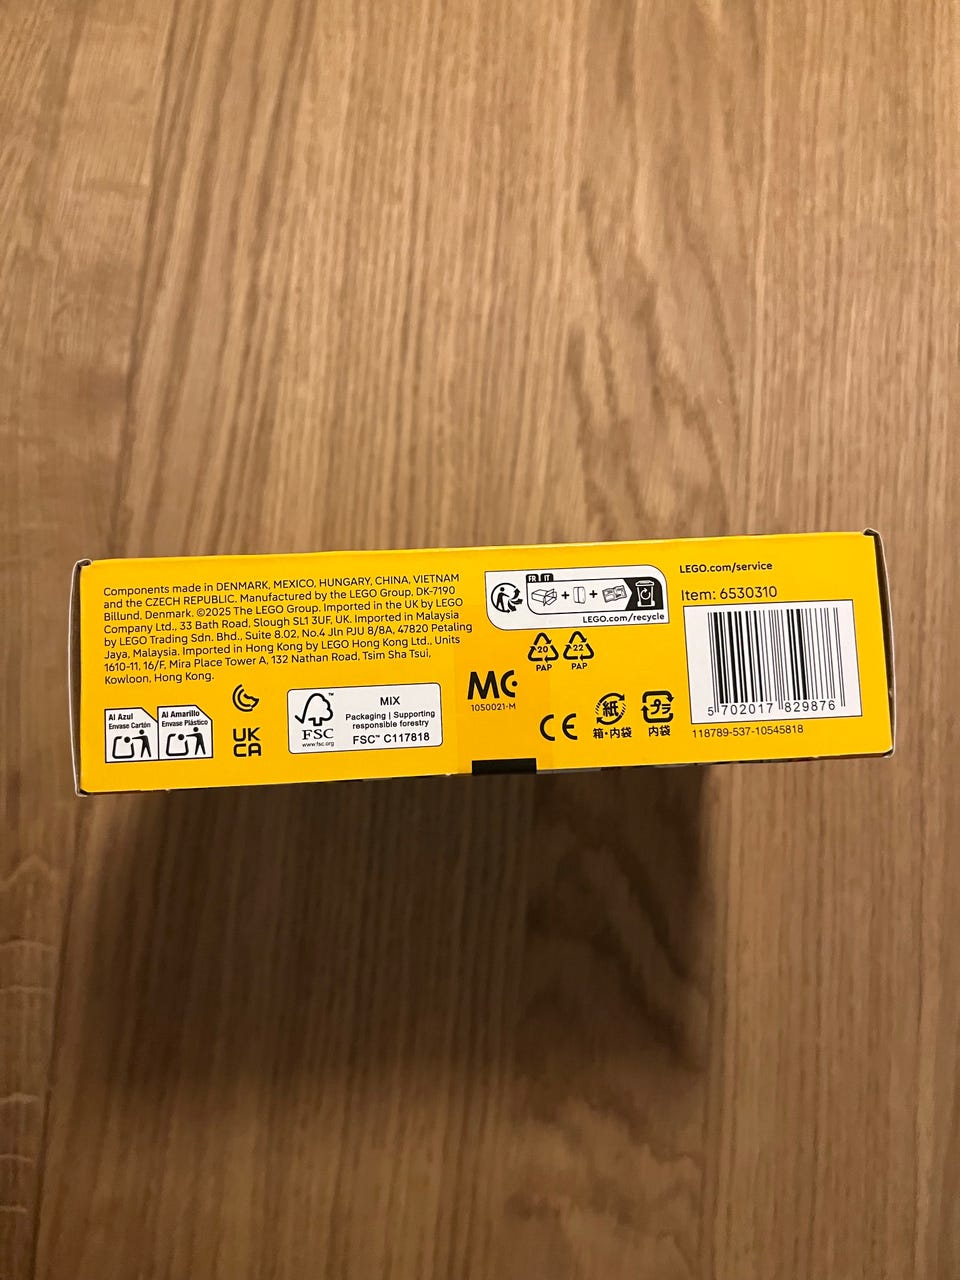 Components made in DENMARK, MEXICO, HUNGARY, CHINA, VIETNAM
and the CZECH REPUBLIC. Manufactured by the LEGO Group, DK-7190
Billund, Denmark. ©2025 The LEGO Group. Imported in the UK by LEGO
Company Ltd., 33 Bath Road, Slough SL1 3UF, UK. Imported in Malaysia
by LEGO Trading Sdn. Bhd., Suite 8.02, No.4 Jln PJU 8/8A, 47820 Petaling
Jaya, Malaysia. Imported in Hong Kong by LEGO Hong Kong Ltd., Units
1610-11, 16/F, Mira Place Tower A, 132 Nathan Road, Tsim Sha Tsui,
Kowloon, Hong Kong.
Al Azul
Envase Cartón
Al Amarillo
Envase Plástico
UK
CA
FSC™
www.fsc.org
MIX
Packaging | Supporting
responsible forestry
FSC™ C117818
FR IT
+ +
LEGO.com/recycle
20
PAP
22
PAP
MC
1050021-M
CE
紙
箱・内袋
プラ
内袋
LEGO.com/service
Item: 6530310
5 702017 829876
118789-537-10545818